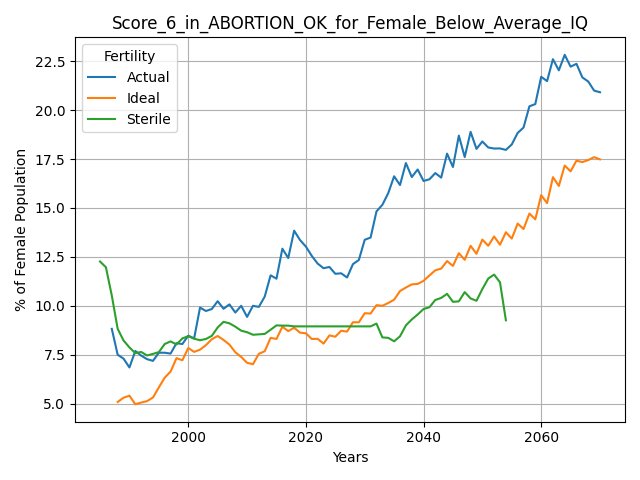 Score_6_in_ABORTION_OK_for_Female_Below_Average_IQ
Fertility
Actual
Ideal
Sterile
% of Female Population
22.5
20.0
17.5
15.0
12.5
10.0
7.5
5.0
2000
2020
2040
2060
Years